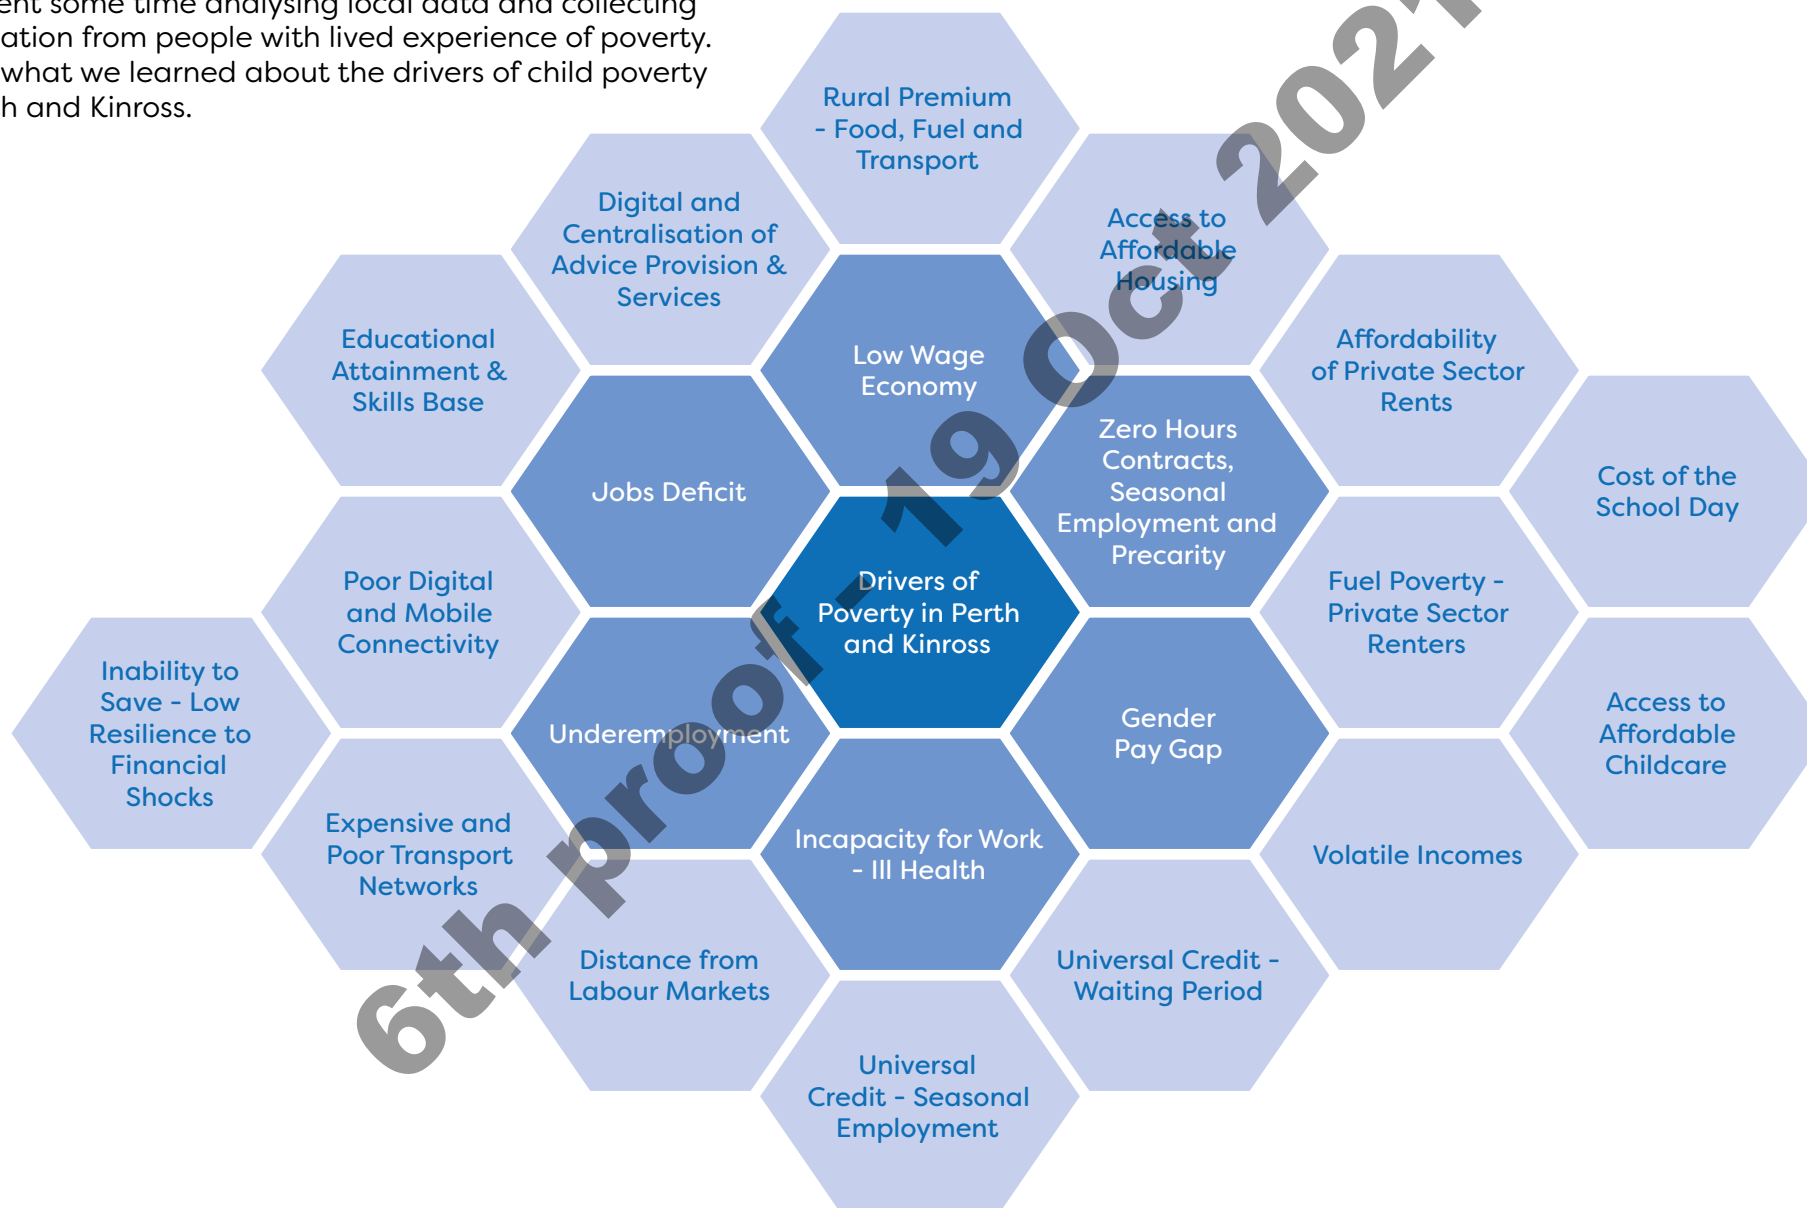 ent some time analysing local data and collecting
ation from people with lived experience of poverty.
what we learned about the drivers of child poverty
h and Kinross.
Rural Premium
- Food, Fuel and
Transport
Digital and
Centralisation of
Advice Provision &
Services
Access to
Affordable
Housing
Educational
Attainment &
Skills Base
Low Wage
Economy
Affordability
of Private Sector
Rents
Jobs Deficit
Zero Hours
Contracts,
Seasonal
Employment and
Precarity
Cost of the
School Day
Poor Digital
and Mobile
Connectivity
Drivers of
Poverty in Perth
and Kinross
Fuel Poverty -
Private Sector
Renters
Inability to
Save - Low
Resilience to
Financial
Shocks
Underemployment
Gender
Pay Gap
Access to
Affordable
Childcare
Expensive and
Poor Transport
Networks
Incapacity for Work
- Ill Health
Volatile Incomes
Distance from
Labour Markets
Universal Credit -
Waiting Period
Universal
Credit - Seasonal
Employment
6th proof - 19 Oct 2021